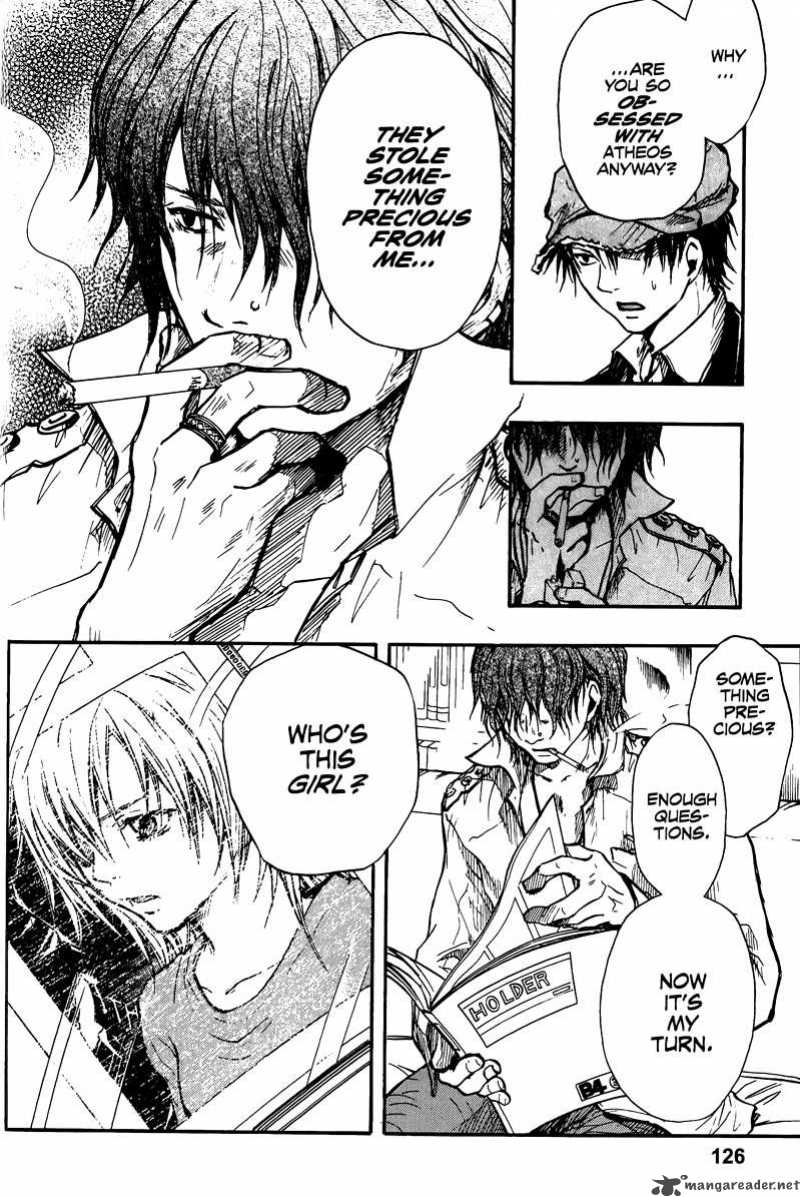 WHY
...
...ARE
YOU SO
OB-
SESSED
WITH
ATHEOS
ANYWAY?
THEY
STOLE
SOME-
THING
PRECIOUS
FROM
ME...
SOME-
THING
PRE-
CIOUS?
ENOUGH
QUES-
TIONS.
NOW
IT'S
MY
TURN.
HOLDER
B4
WHO'S
THIS
GIRL?
126
mangareader.net